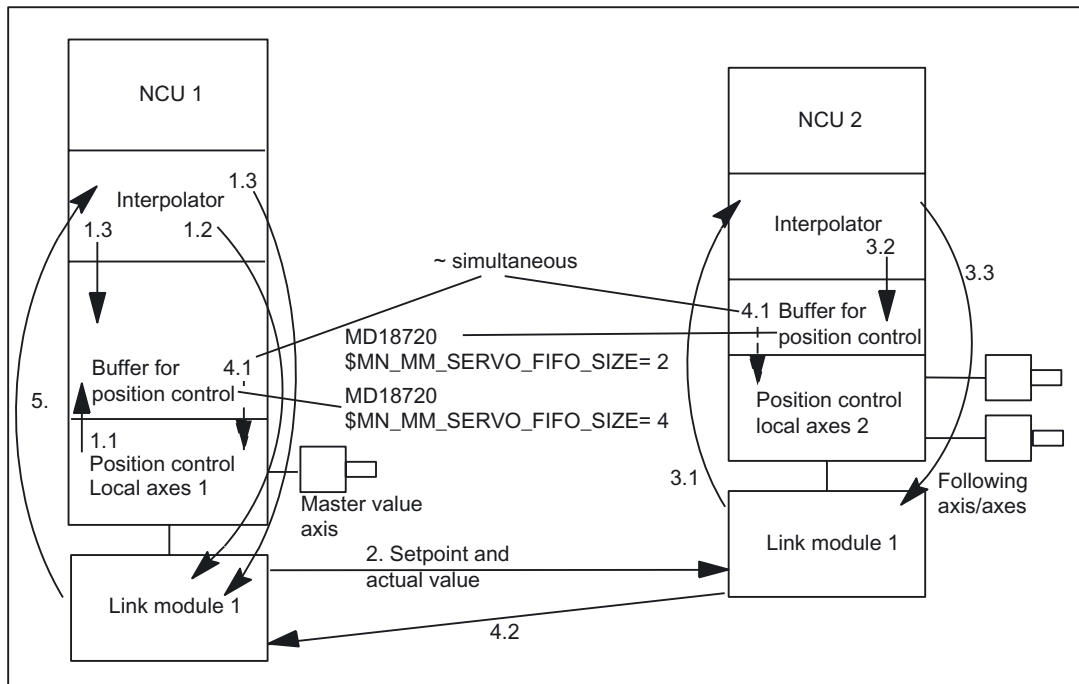 NCU 1
Interpolator
1.3
1.3
1.2
Buffer for
position control
4.1
5.
1.1
Position control
Local axes 1
Master value
axis
Link module 1
~ simultaneous
MD18720
$MN_MM_SERVO_FIFO_SIZE= 2
MD18720
$MN_MM_SERVO_FIFO_SIZE= 4
2. Setpoint and
actual value
4.2
NCU 2
Interpolator
3.2
3.3
4.1
Buffer for
position control
Position control
local axes 2
3.1
Following
axis/axes
Link module 1